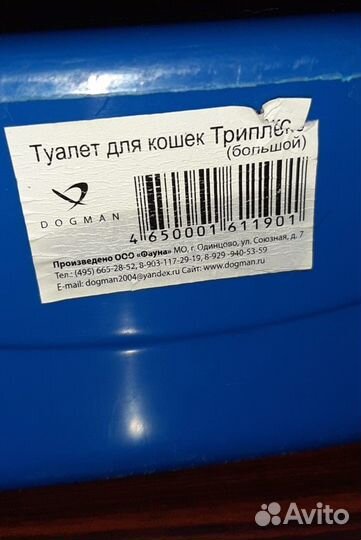 Туалет для кошек Триплекс
(большой)
DOGMAN
4 650001 611901
Произведено ООО «Фауна» МО, г. Одинцово, ул. Союзная, д. 7
Тел.: (495) 665-28-52, 8-903-117-29-19, 8-929 -940-53-59
E-mail: dogman2004@yandex.ru Сайт: www.dogman.ru
Avito